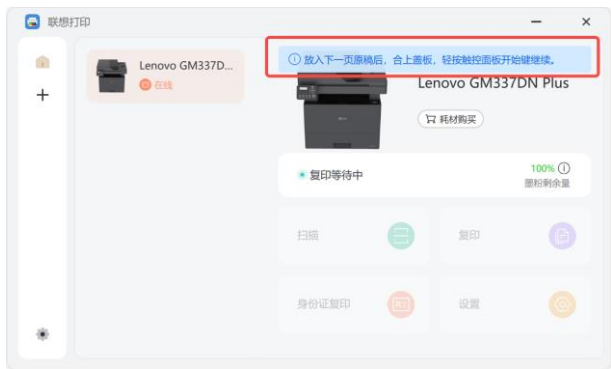 联想打印
Lenovo GM337D...
在线
放入下一页原稿后，合上盖板，轻按触控面板开始键继续。
Lenovo GM337DN Plus
耗材购买
复印等待中
100%
墨粉剩余量
扫描
复印
身份证复印
设置